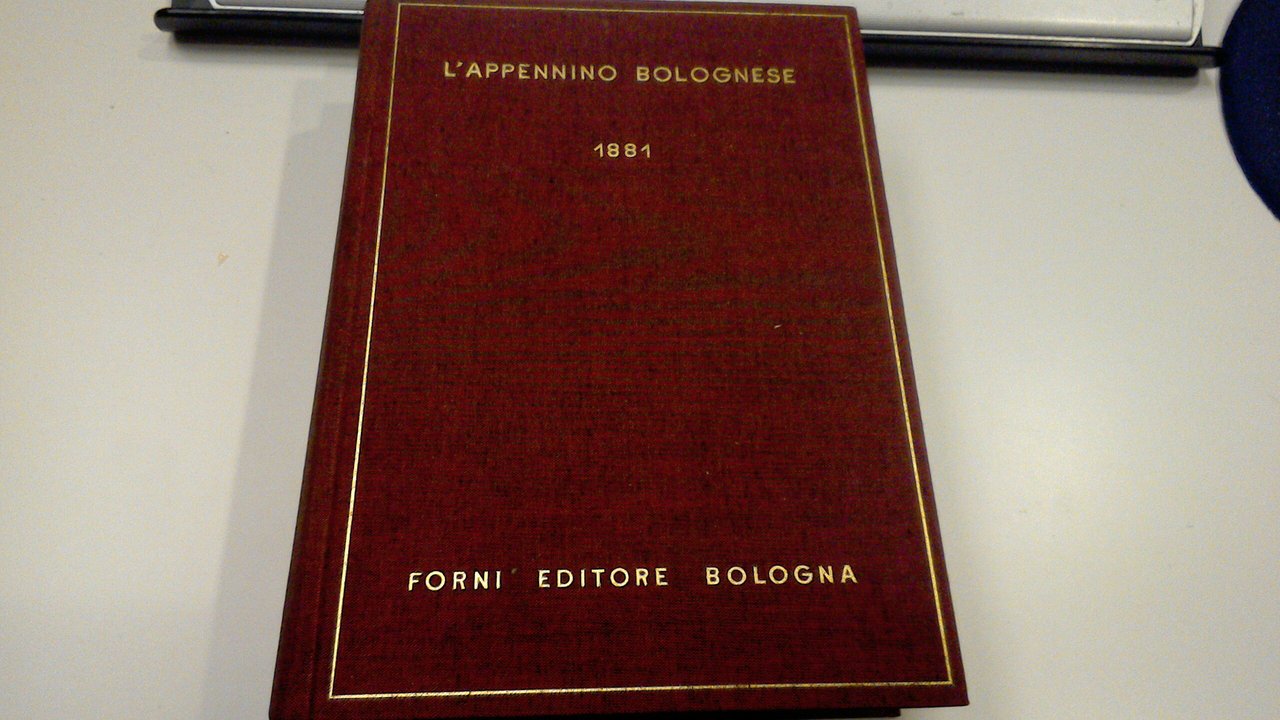 L'APPENNINO BOLOGNESE
1881
FORNI EDITORE BOLOGNA